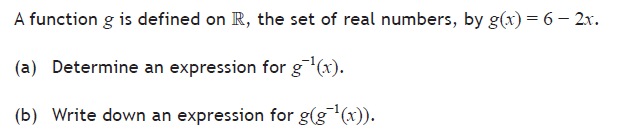 A function g is defined on ℝ, the set of real numbers, by g(x) = 6 – 2x.
(a) Determine an expression for g⁻¹(x).
(b) Write down an expression for g(g⁻¹(x)).